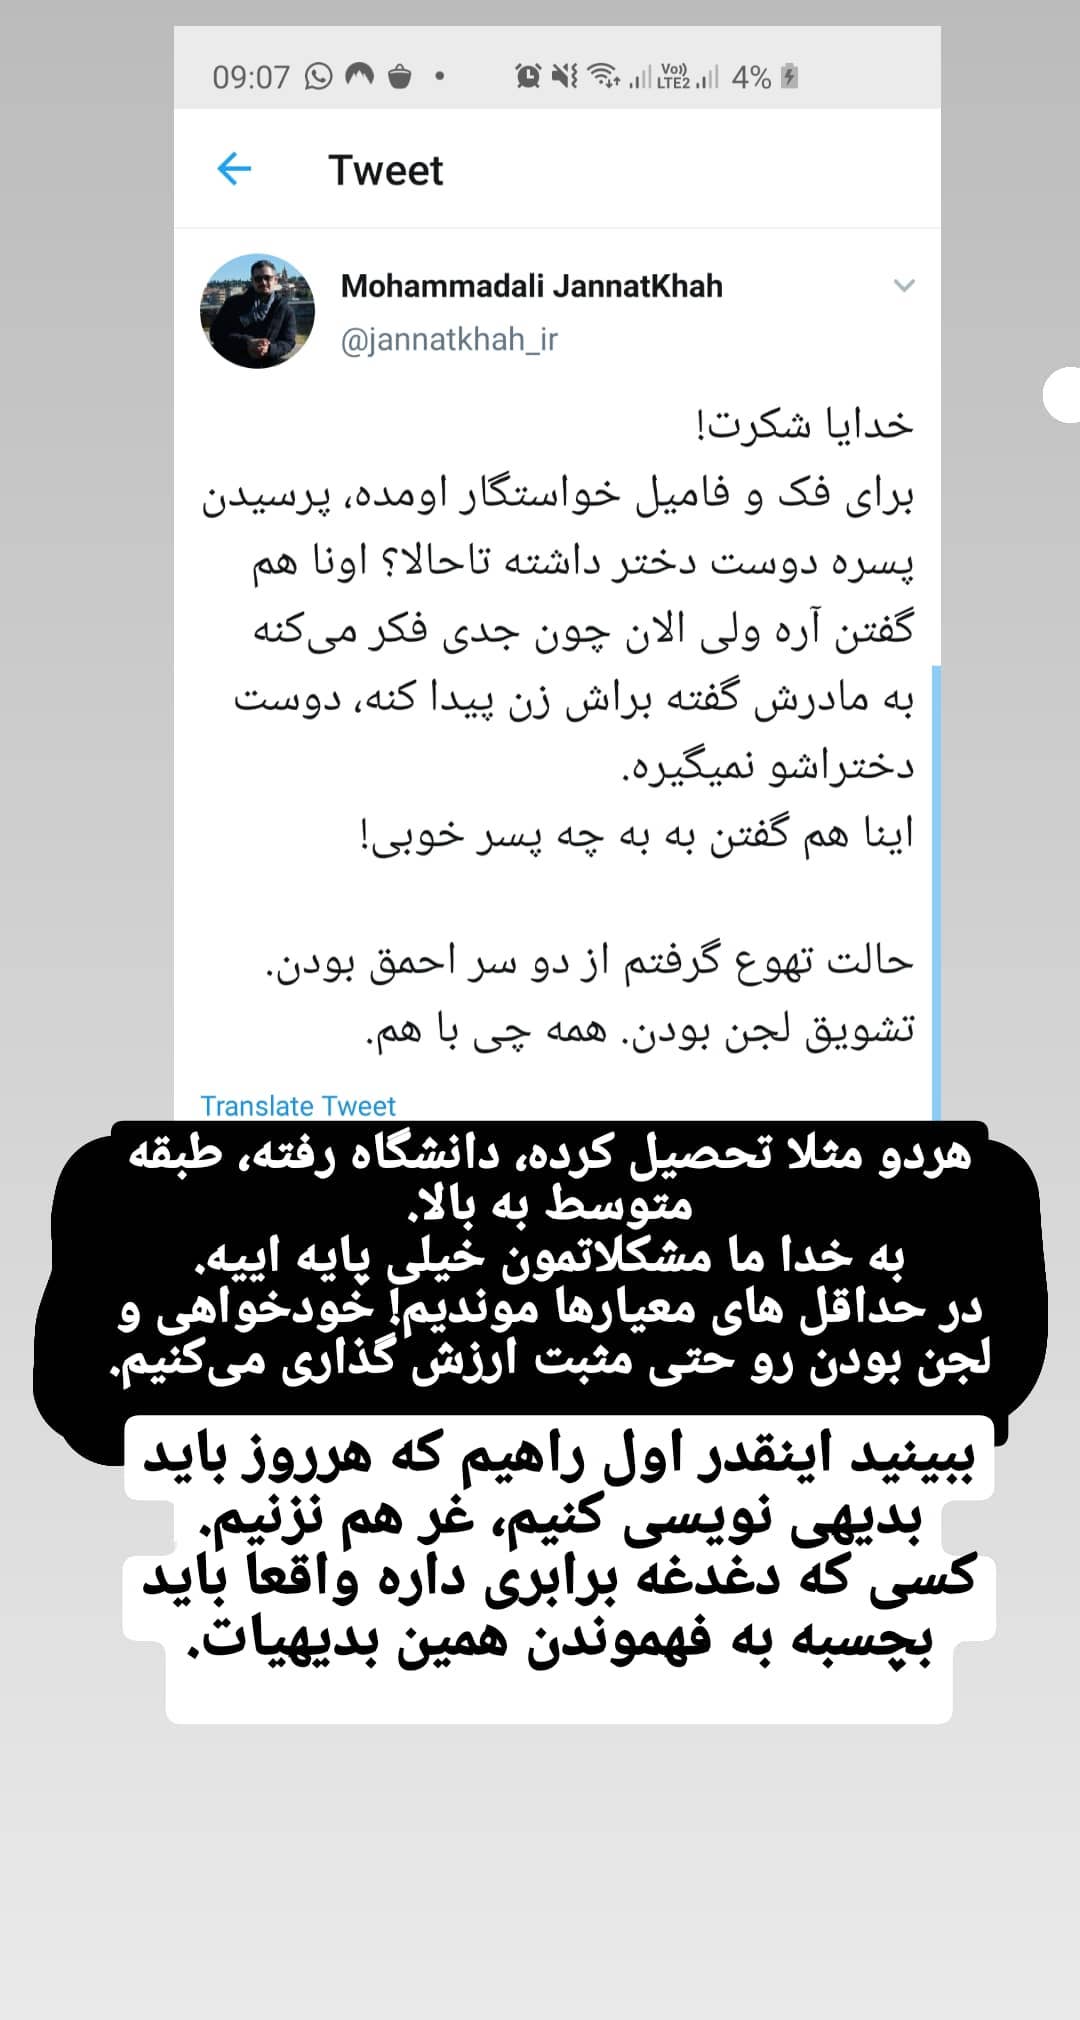 09:07
Vo)) LTE2 4%
Tweet
Mohammadali JannatKhah
@jannatkhah_ir
خدایا شکرت!
برای فک و فامیل خواستگار اومده، پرسیدن
پسره دوست دختر داشته تاحالا؟ اونا هم
گفتن آره ولی الان چون جدی فکر می‌کنه
به مادرش گفته براش زن پیدا کنه، دوست
دختراشو نمیگیره.
اینا هم گفتن به به چه پسر خوبی!
حالت تهوع گرفتم از دو سر احمق بودن.
تشویق لجن بودن. همه چی با هم.
Translate Tweet
هردو مثلا تحصیل کرده، دانشگاه رفته، طبقه
متوسط به بالا.
به خدا ما مشکلاتمون خیلی پایه اییه.
در حداقل های معیارها موندیم! خودخواهی و
لجن بودن رو حتی مثبت ارزش گذاری می‌کنیم.
ببینید اینقدر اول راهیم که هرروز باید
بدیهی نویسی کنیم، غر هم نزنیم.
کسی که دغدغه برابری داره واقعا باید
بچسبه به فهموندن همین بدیهیات.